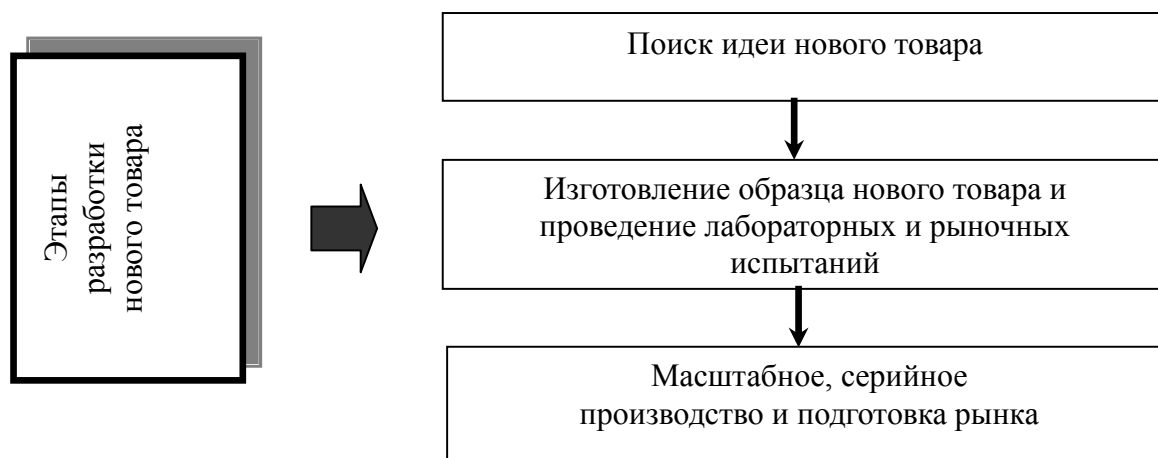 Этапы
разработки
нового товара
Поиск идеи нового товара
Изготовление образца нового товара и
проведение лабораторных и рыночных
испытаний
Масштабное, серийное
производство и подготовка рынка